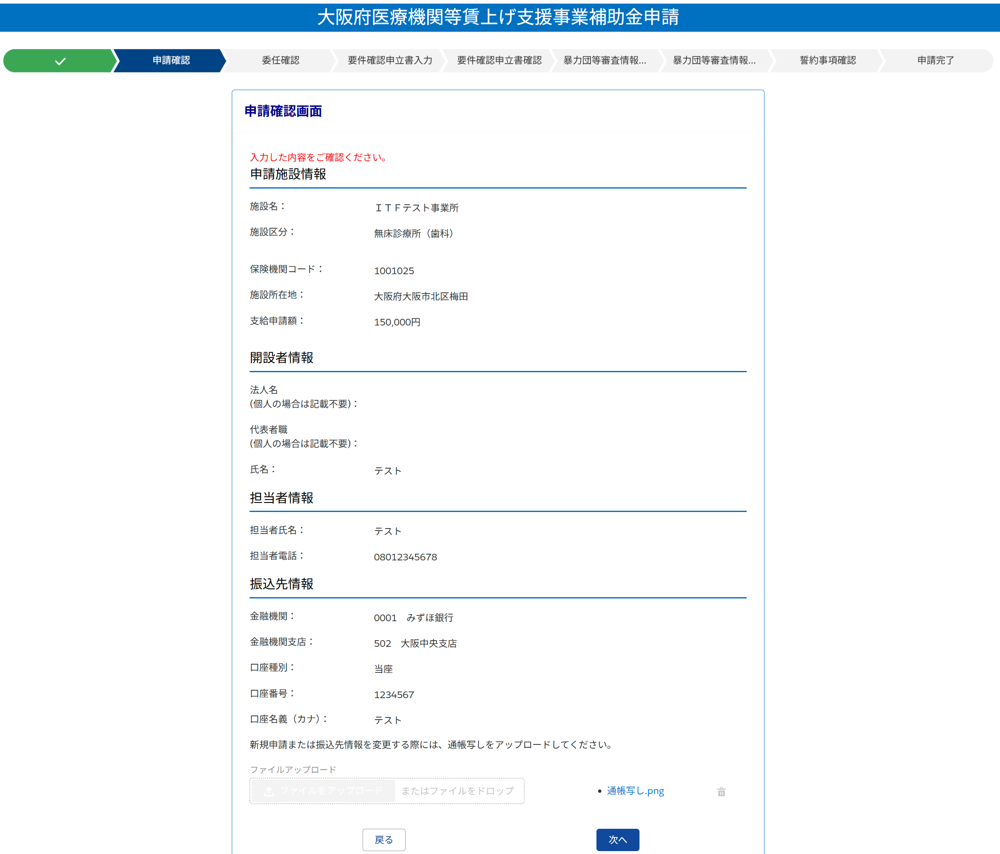 大阪府医療機関等賃上げ支援事業補助金申請
申請確認
委任確認
要件確認申立書入力
要件確認申立書確認
暴力団等審査情報...
暴力団等審査情報...
誓約事項確認
申請完了
申請確認画面
入力した内容をご確認ください。
申請施設情報
施設名： ＩＴＦテスト事業所
施設区分： 無床診療所（歯科）
保険機関コード： 1001025
施設所在地： 大阪府大阪市北区梅田
支給申請額： 150,000円
開設者情報
法人名
(個人の場合は記載不要)：
代表者職
(個人の場合は記載不要)：
氏名： テスト
担当者情報
担当者氏名： テスト
担当者電話： 08012345678
振込先情報
金融機関： 0001　みずほ銀行
金融機関支店： 502　大阪中央支店
口座種別： 当座
口座番号： 1234567
口座名義（カナ）： テスト
新規申請または振込先情報を変更する際には、通帳写しをアップロードしてください。
ファイルアップロード
ファイルをアップロード またはファイルをドロップ • 通帳写し.png
戻る 次へ